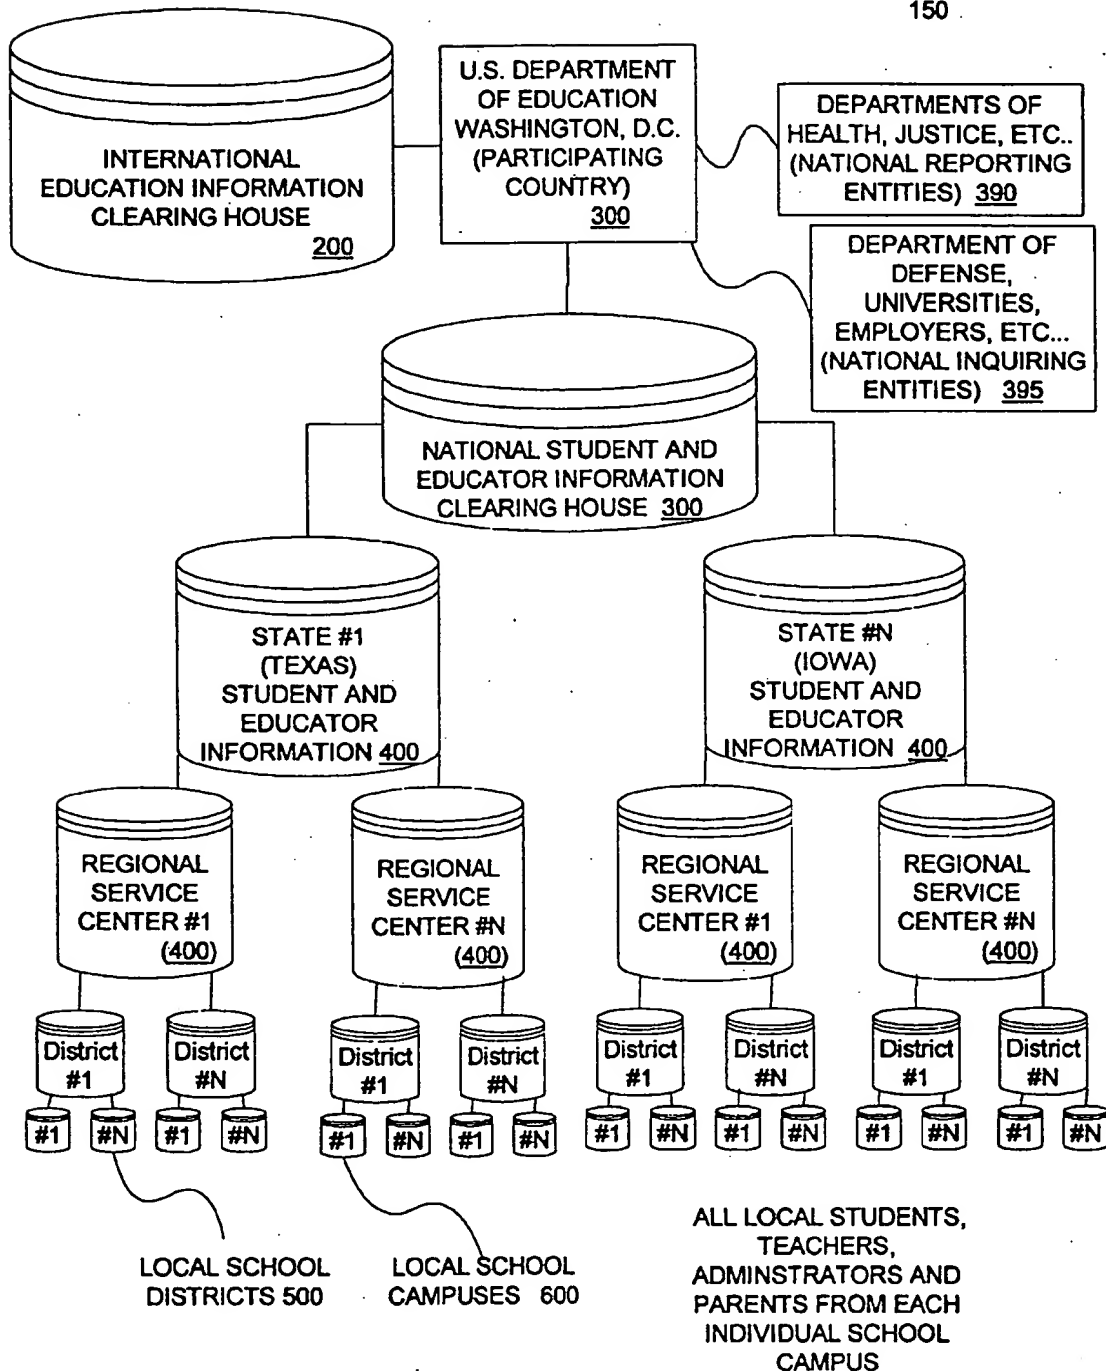 150
INTERNATIONAL
EDUCATION INFORMATION
CLEARING HOUSE
200
U.S. DEPARTMENT
OF EDUCATION
WASHINGTON, D.C.
(PARTICIPATING
COUNTRY)
300
DEPARTMENTS OF
HEALTH, JUSTICE, ETC..
(NATIONAL REPORTING
ENTITIES) 390
DEPARTMENT OF
DEFENSE,
UNIVERSITIES,
EMPLOYERS, ETC...
(NATIONAL INQUIRING
ENTITIES) 395
NATIONAL STUDENT AND
EDUCATOR INFORMATION
CLEARING HOUSE 300
STATE #1
(TEXAS)
STUDENT AND
EDUCATOR
INFORMATION 400
STATE #N
(IOWA)
STUDENT AND
EDUCATOR
INFORMATION 400
REGIONAL
SERVICE
CENTER #1
(400)
REGIONAL
SERVICE
CENTER #N
(400)
REGIONAL
SERVICE
CENTER #1
(400)
REGIONAL
SERVICE
CENTER #N
(400)
District
#1
District
#N
District
#1
District
#N
District
#1
District
#N
District
#1
District
#N
#1 #N #1 #N #1 #N #1 #N #1 #N #1 #N #1 #N #1 #N
LOCAL SCHOOL
DISTRICTS 500
LOCAL SCHOOL
CAMPUSES 600
ALL LOCAL STUDENTS,
TEACHERS,
ADMINSTRATORS AND
PARENTS FROM EACH
INDIVIDUAL SCHOOL
CAMPUS